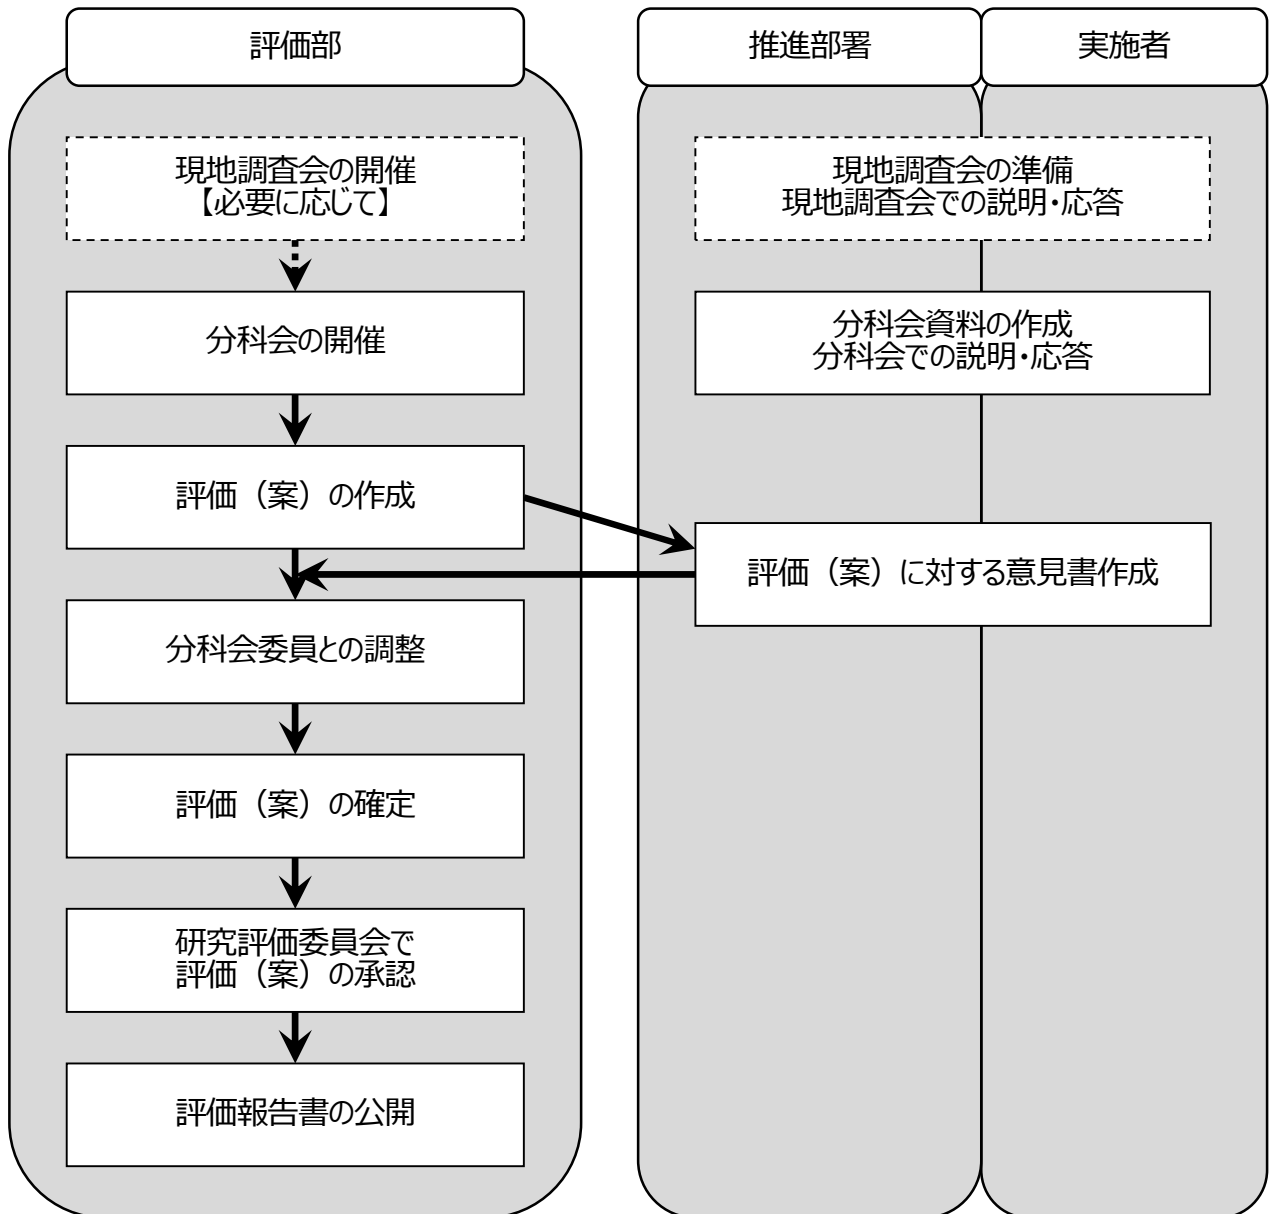 評価部
推進部署
実施者
現地調査会の開催
【必要に応じて】
現地調査会の準備
現地調査会での説明・応答
分科会の開催
分科会資料の作成
分科会での説明・応答
評価（案）の作成
評価（案）に対する意見書作成
分科会委員との調整
評価（案）の確定
研究評価委員会で
評価（案）の承認
評価報告書の公開